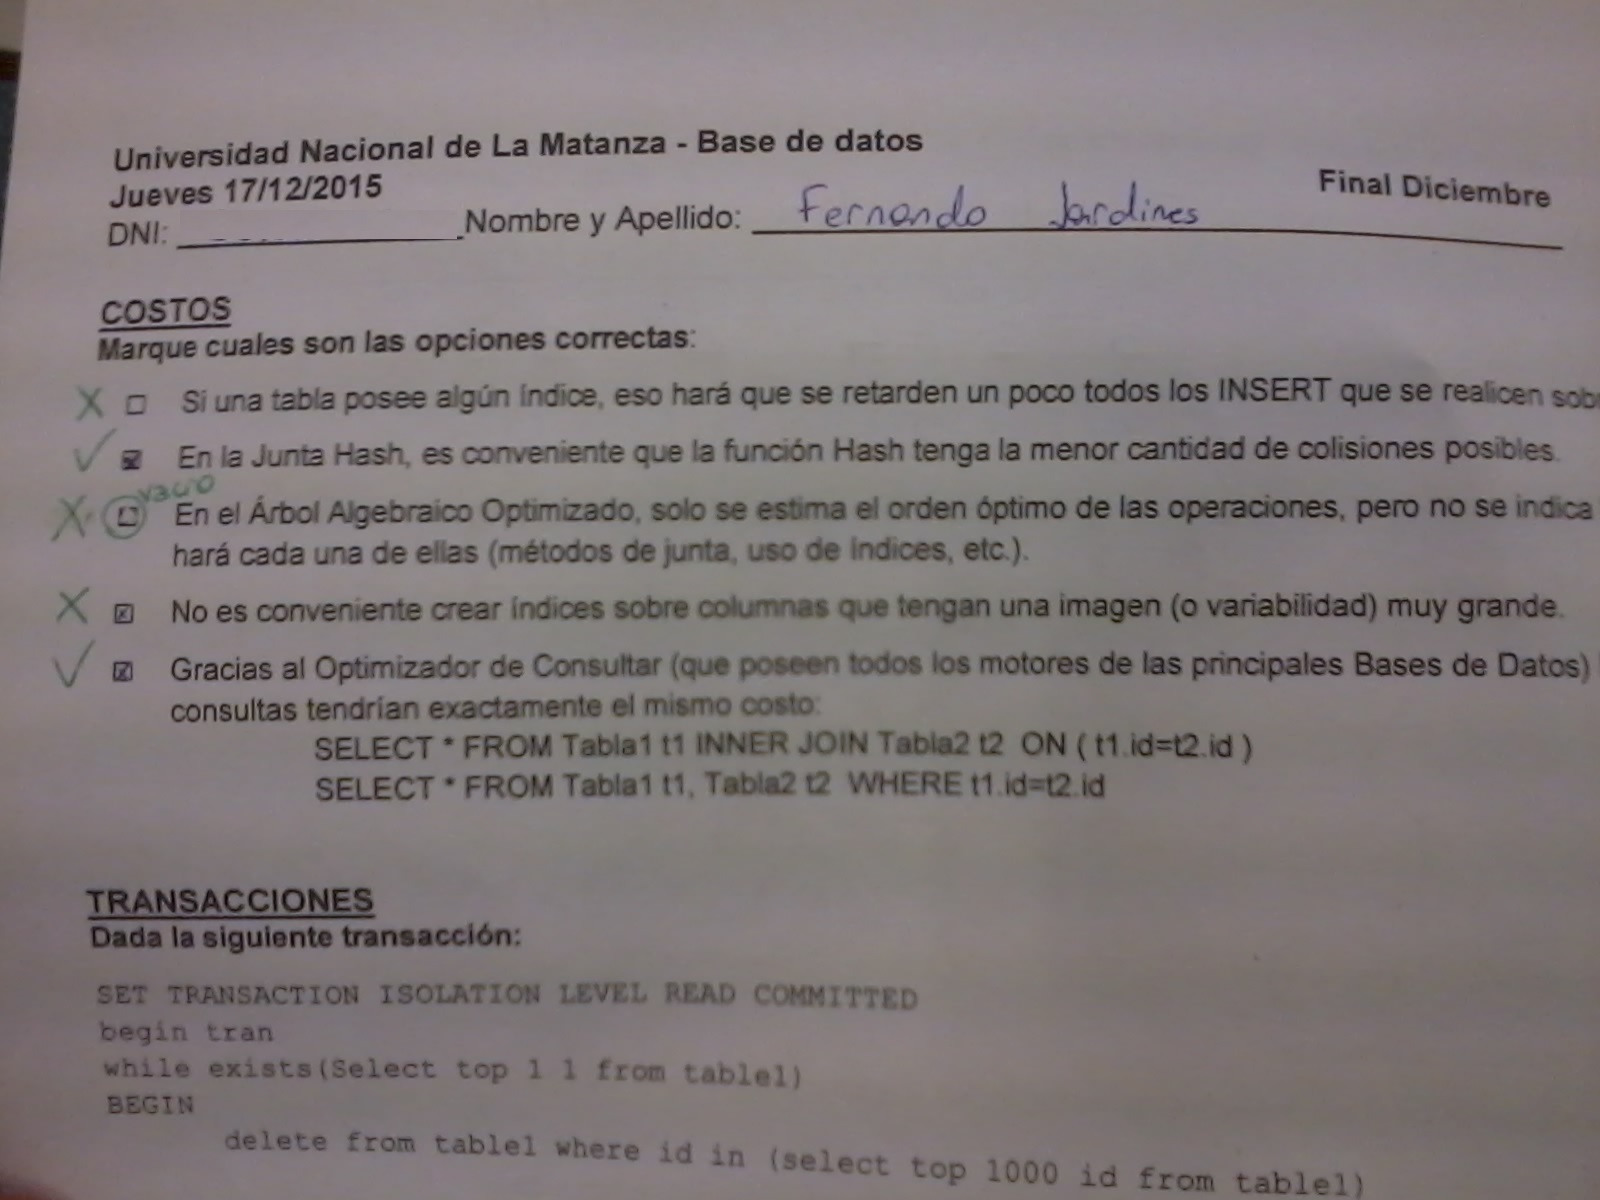 Universidad Nacional de La Matanza - Base de datos
Jueves 17/12/2015
Final Diciembre
DNI: Nombre y Apellido: Fernando Jardines
COSTOS
Marque cuales son las opciones correctas:
X Si una tabla posee algún índice, eso hará que se retarden un poco todos los INSERT que se realicen sob
✓ En la Junta Hash, es conveniente que la función Hash tenga la menor cantidad de colisiones posibles.
vacío
X En el Árbol Algebraico Optimizado, solo se estima el orden óptimo de las operaciones, pero no se indica
hará cada una de ellas (métodos de junta, uso de índices, etc.).
X No es conveniente crear índices sobre columnas que tengan una imagen (o variabilidad) muy grande.
✓ Gracias al Optimizador de Consultar (que poseen todos los motores de las principales Bases de Datos)
consultas tendrían exactamente el mismo costo:
SELECT * FROM Tabla1 t1 INNER JOIN Tabla2 t2 ON ( t1.id=t2.id )
SELECT * FROM Tabla1 t1, Tabla2 t2 WHERE t1.id=t2.id
TRANSACCIONES
Dada la siguiente transacción:
SET TRANSACTION ISOLATION LEVEL READ COMMITTED
begin tran
while exists(Select top 1 1 from table1)
BEGIN
delete from table1 where id in (select top 1000 id from table1)